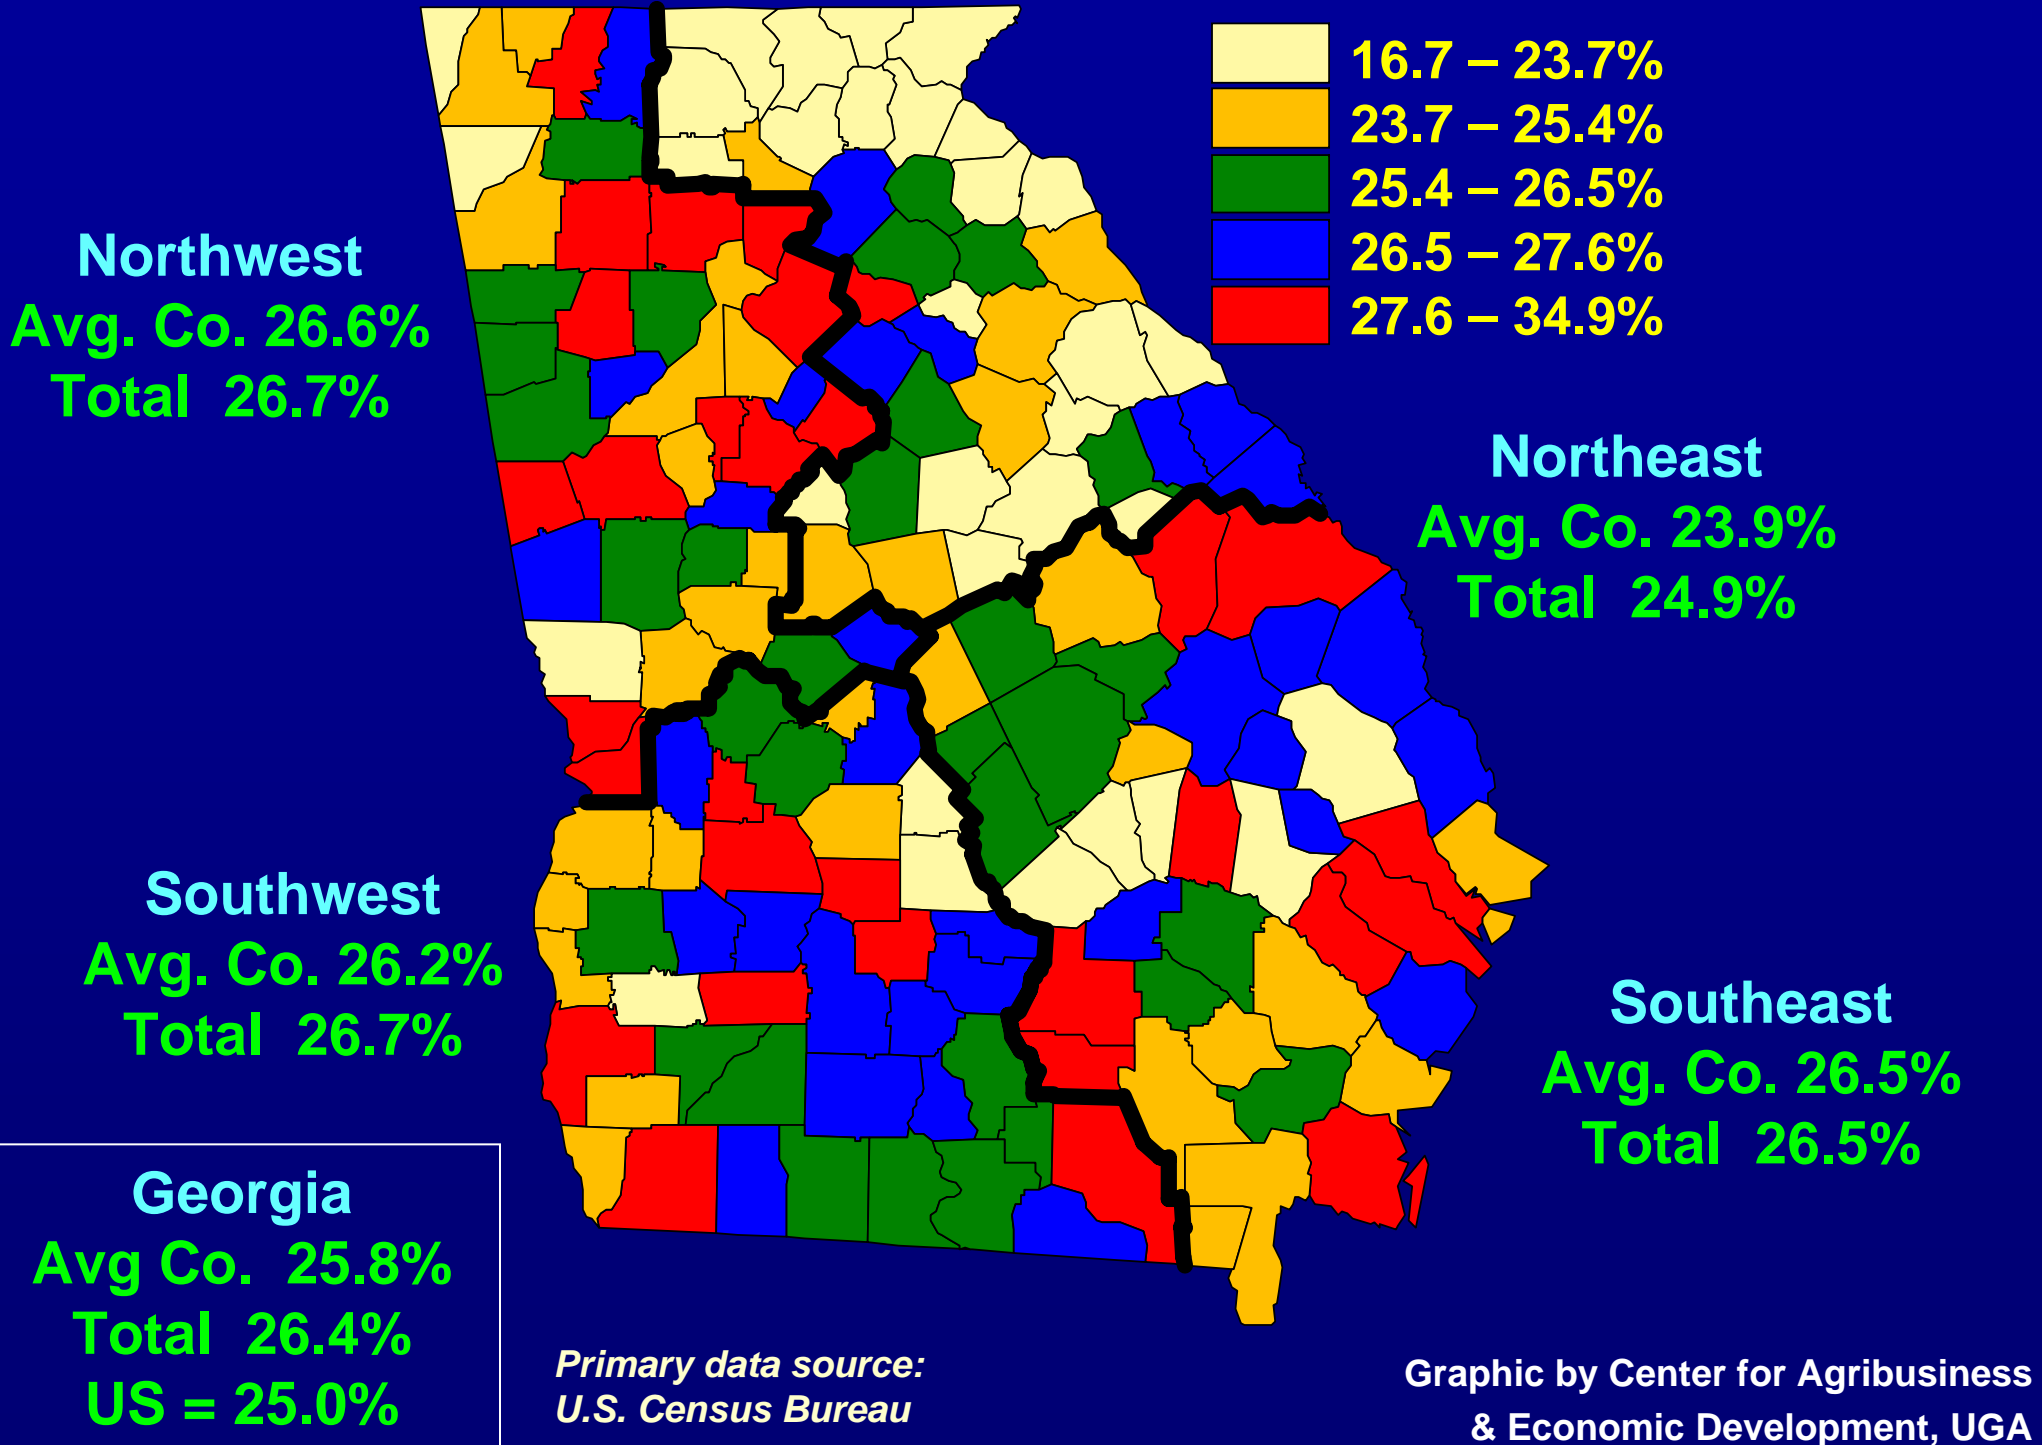 16.7 – 23.7%
23.7 – 25.4%
25.4 – 26.5%
26.5 – 27.6%
27.6 – 34.9%
Northwest
Avg. Co. 26.6%
Total 26.7%
Northeast
Avg. Co. 23.9%
Total 24.9%
Southwest
Avg. Co. 26.2%
Total 26.7%
Southeast
Avg. Co. 26.5%
Total 26.5%
Georgia
Avg Co. 25.8%
Total 26.4%
US = 25.0%
Primary data source:
U.S. Census Bureau
Graphic by Center for Agribusiness
& Economic Development, UGA